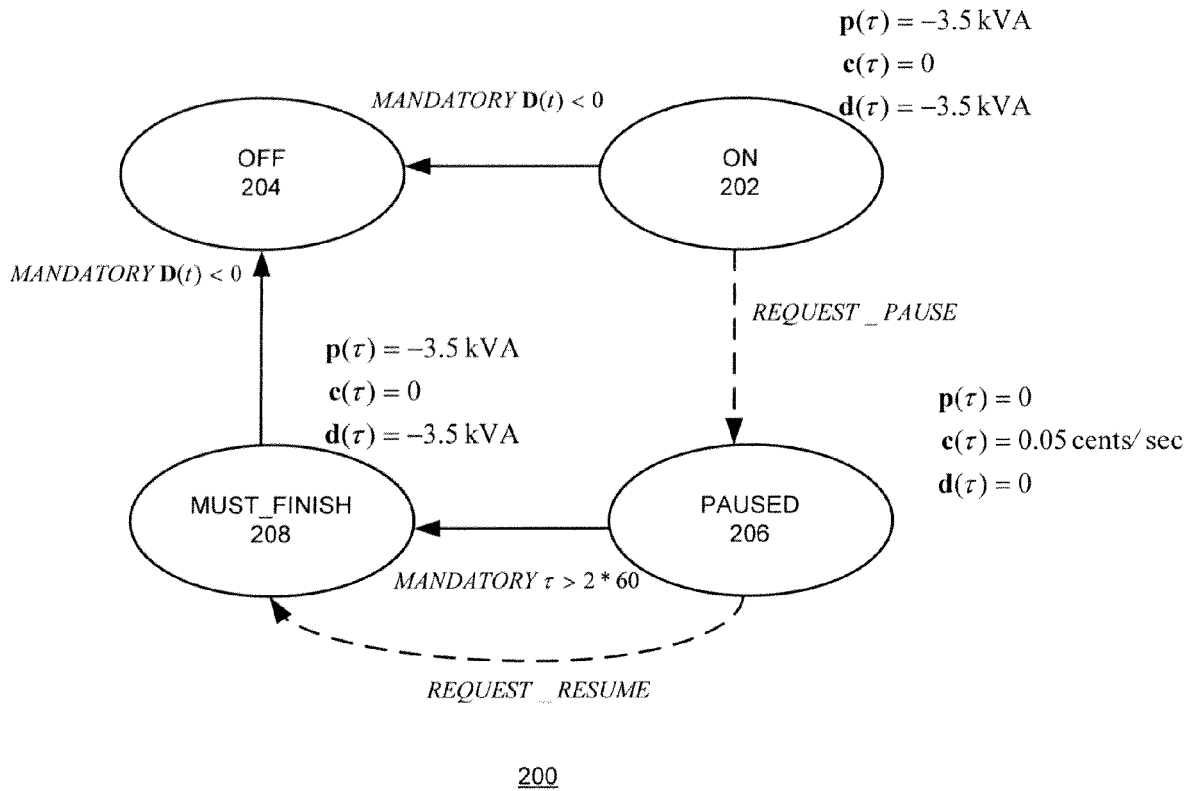 p(τ) = −3.5 kVA
c(τ) = 0
d(τ) = −3.5 kVA
MANDATORY D(t) < 0
OFF
204
ON
202
MANDATORY D(t) < 0
REQUEST _ PAUSE
p(τ) = −3.5 kVA
c(τ) = 0
d(τ) = −3.5 kVA
p(τ) = 0
c(τ) = 0.05 cents/ sec
d(τ) = 0
MUST_FINISH
208
PAUSED
206
MANDATORY τ > 2 * 60
REQUEST _ RESUME
200